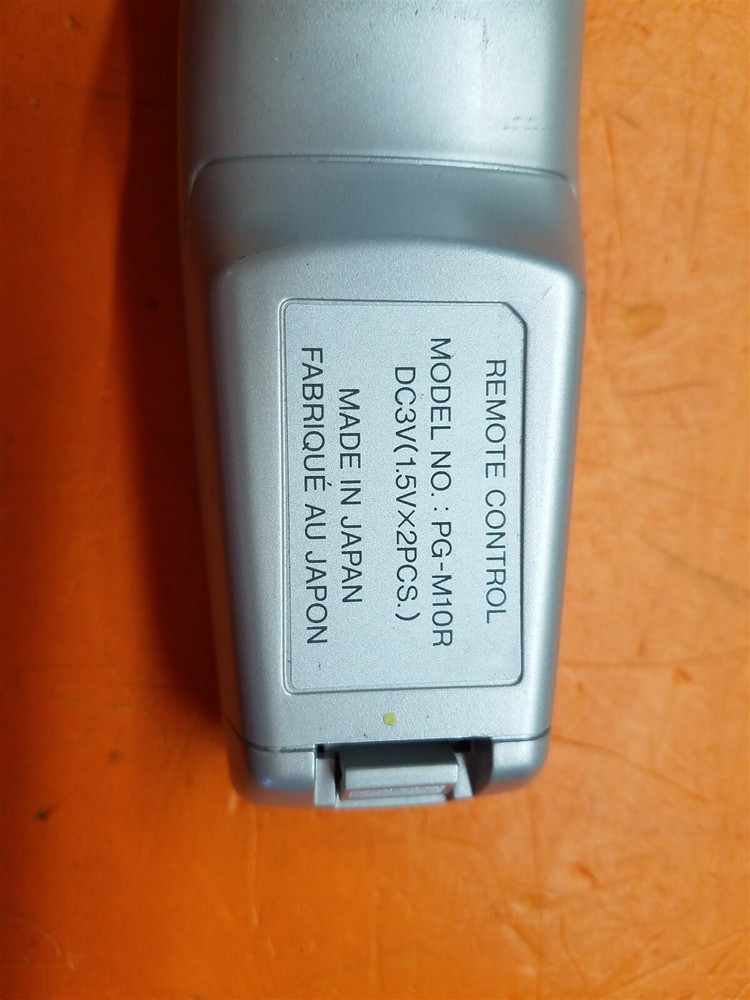 REMOTE CONTROL
MODEL NO. : PG-M10R
DC3V(1.5V×2PCS.)
MADE IN JAPAN
FABRIQUÉ AU JAPON